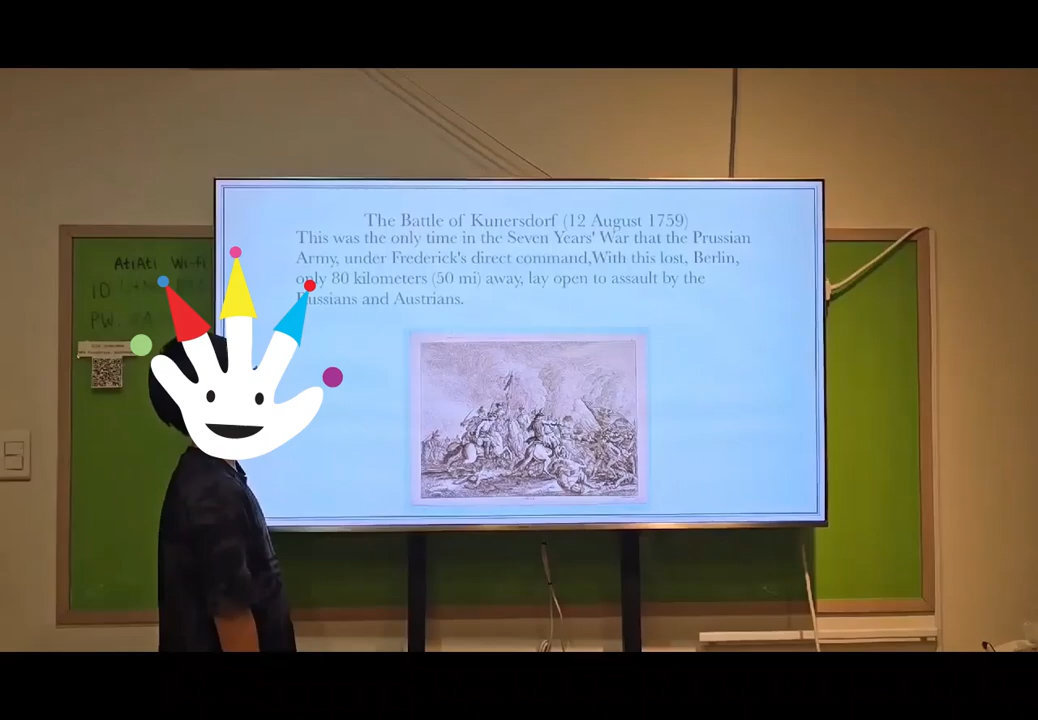 The Battle of Kunersdorf (12 August 1759)
This was the only time in the Seven Years' War that the Prussian
Army, under Frederick's direct command,With this lost, Berlin,
only 80 kilometers (50 mi) away, lay open to assault by the
Russians and Austrians.
AtiAti Wi-fi
ID
PW.